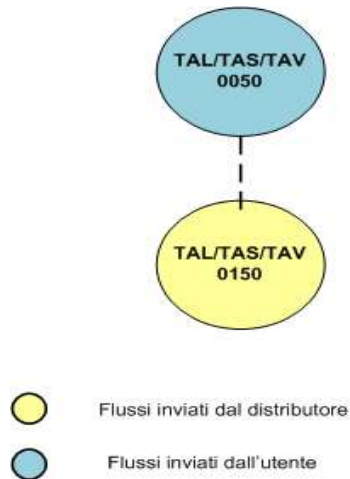 TAL/TAS/TAV
0050
TAL/TAS/TAV
0150
Flussi inviati dal distributore
Flussi inviati dall'utente